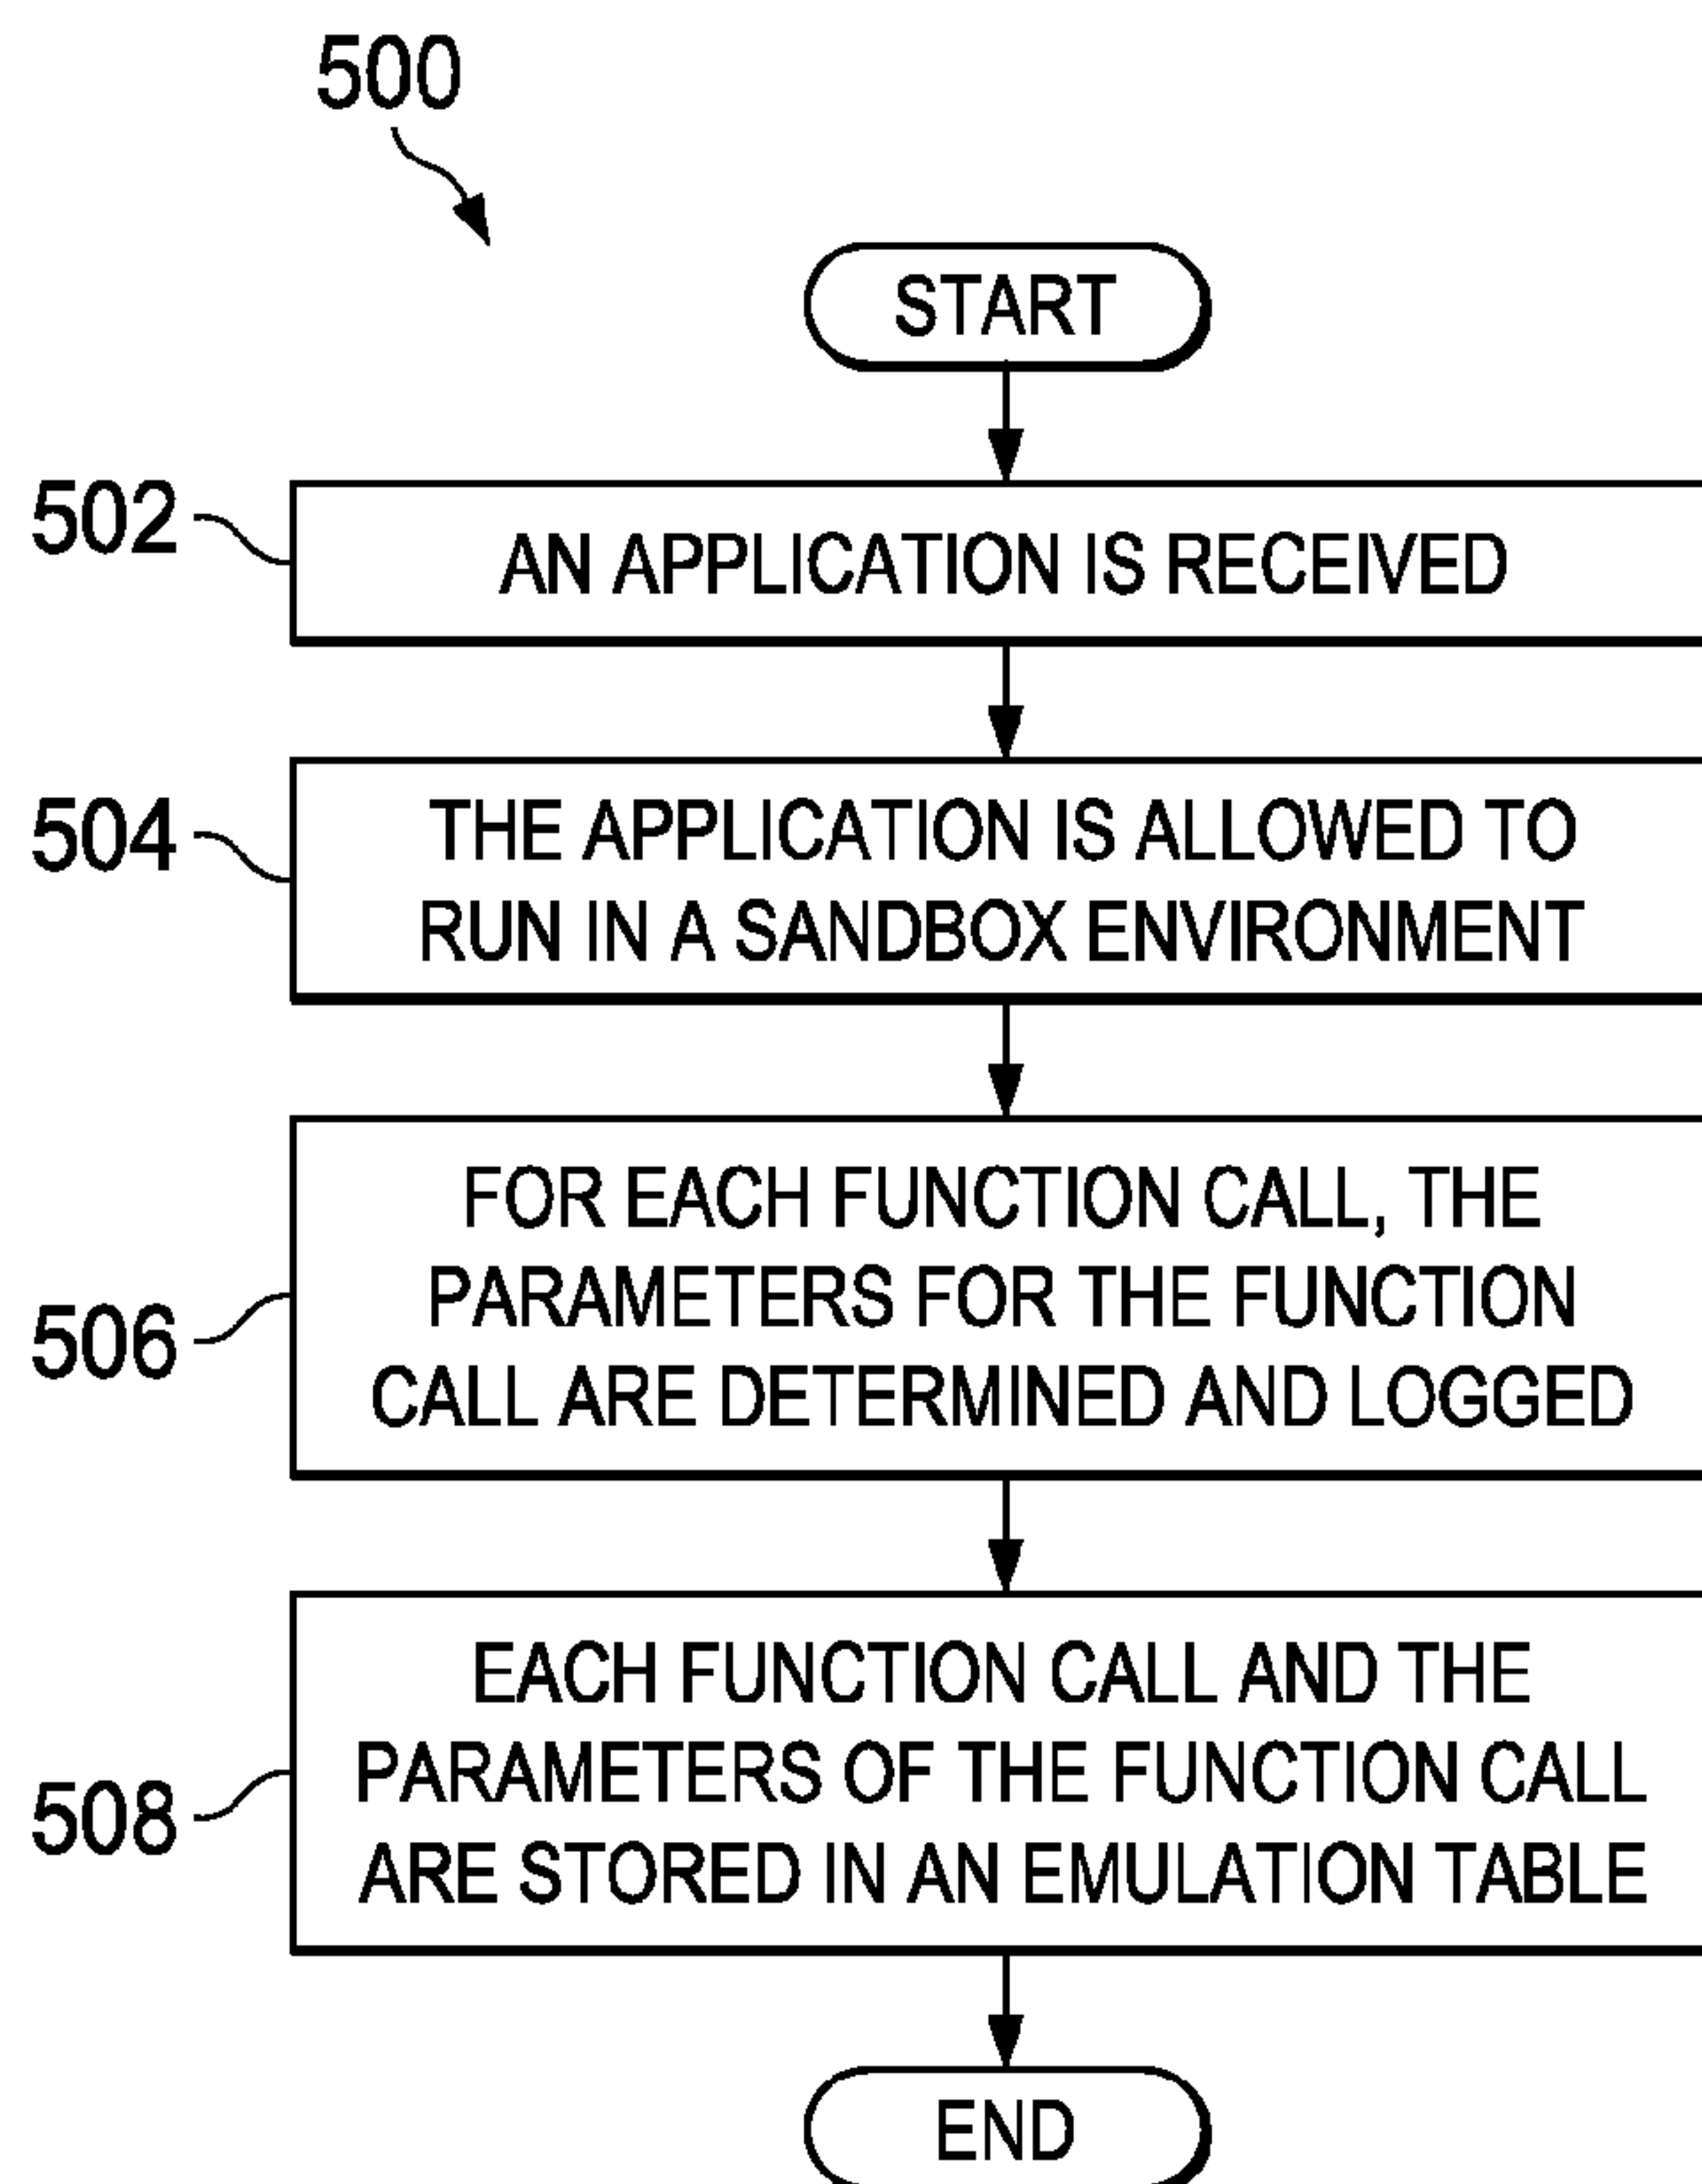 500
START
502
AN APPLICATION IS RECEIVED
504
THE APPLICATION IS ALLOWED TO
RUN IN A SANDBOX ENVIRONMENT
506
FOR EACH FUNCTION CALL, THE
PARAMETERS FOR THE FUNCTION
CALL ARE DETERMINED AND LOGGED
508
EACH FUNCTION CALL AND THE
PARAMETERS OF THE FUNCTION CALL
ARE STORED IN AN EMULATION TABLE
END